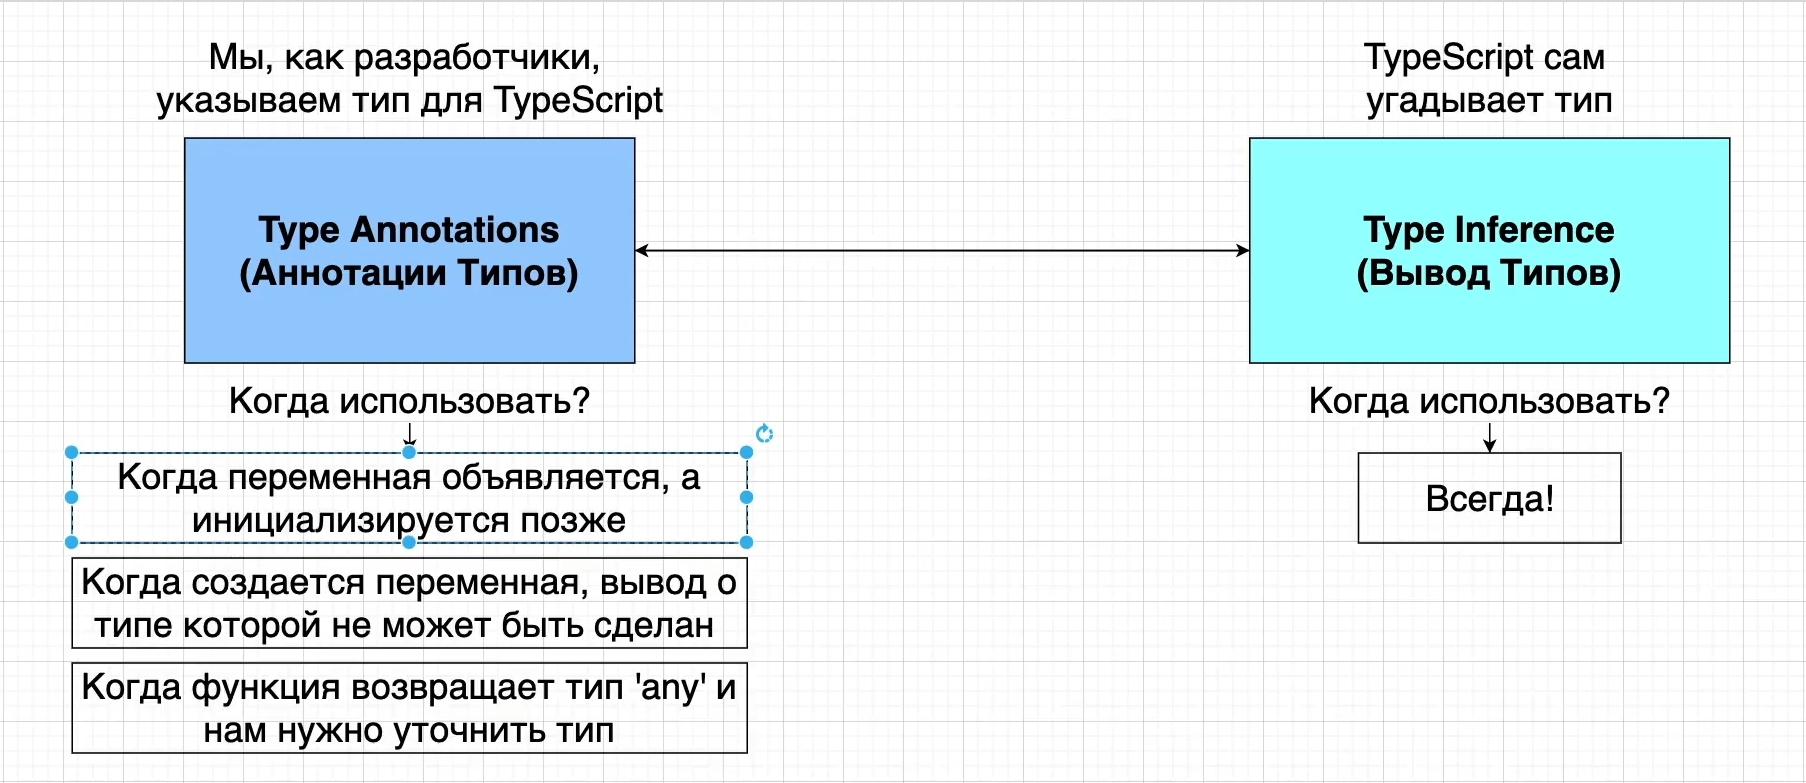 Мы, как разработчики,
указываем тип для TypeScript
Type Annotations
(Аннотации Типов)
Когда использовать?
Когда переменная объявляется, а
инициализируется позже
Когда создается переменная, вывод о
типе которой не может быть сделан
Когда функция возвращает тип 'any' и
нам нужно уточнить тип
TypeScript сам
угадывает тип
Type Inference
(Вывод Типов)
Когда использовать?
Всегда!